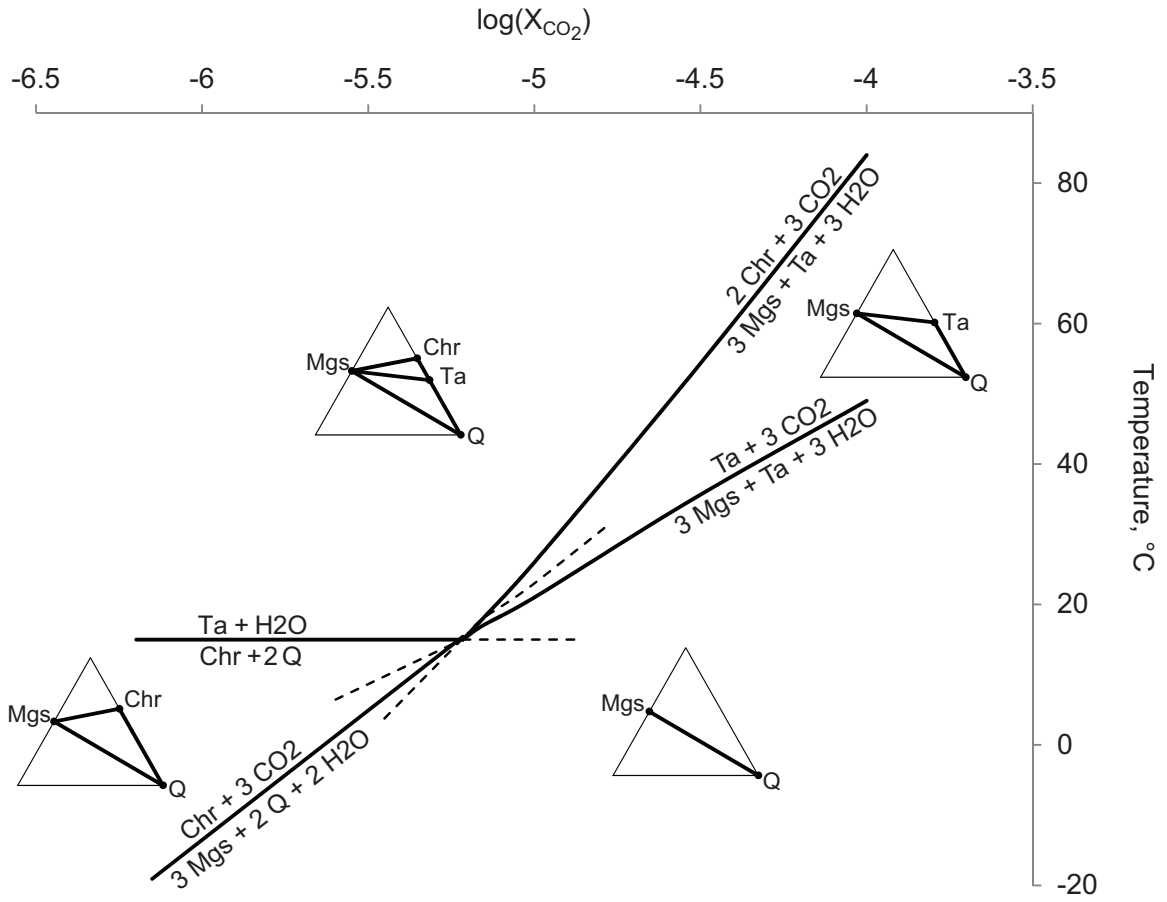 log(X_CO2)
-6.5 -6 -5.5 -5 -4.5 -4 -3.5
80
60
40
20
0
-20
Temperature, °C
2 Chr + 3 CO2
3 Mgs + Ta + 3 H2O
Mgs
Ta
Q
Mgs
Chr
Ta
Q
Ta + 3 CO2
3 Mgs + Ta + 3 H2O
Ta + H2O
Chr +2 Q
Mgs
Chr
Q
Chr + 3 CO2
3 Mgs + 2 Q + 2 H2O
Mgs
Q